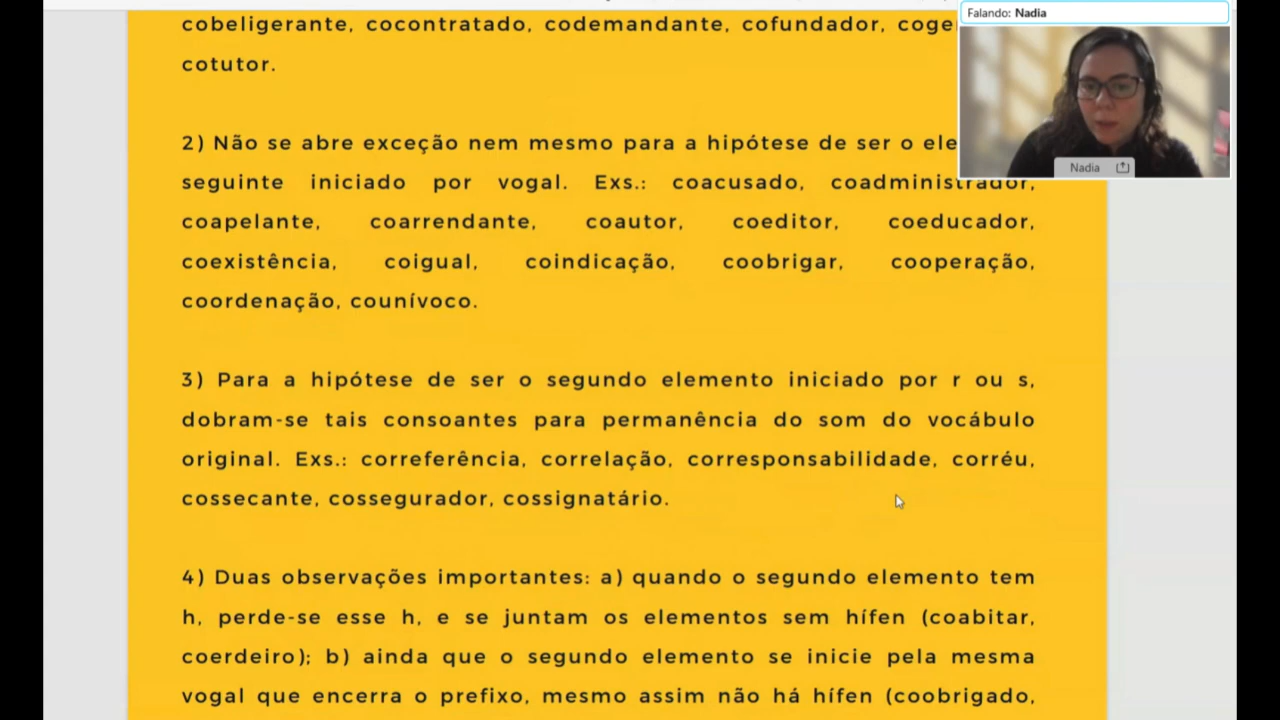 Falando: Nadia
cobeligerante, cocontratado, codemandante, cofundador,
cotutor.
Nadia
2) Não se abre exceção nem mesmo para a hipótese de ser o
seguinte iniciado por vogal. Exs.: coacusado, coadministrador,
coapelante, coarrendante, coautor, coeditor, coeducador,
coexistência, coigual, coindicação, coobrigar, cooperação,
coordenação, counívoco.
3) Para a hipótese de ser o segundo elemento iniciado por r ou s,
dobram-se tais consoantes para permanência do som do vocábulo
original. Exs.: correferência, correlação, corresponsabilidade, corréu,
cossecante, cossegurador, cossignatário.
4) Duas observações importantes: a) quando o segundo elemento tem
h, perde-se esse h, e se juntam os elementos sem hífen (coabitar,
coerdeiro); b) ainda que o segundo elemento se inicie pela mesma
vogal que encerra o prefixo, mesmo assim não há hífen (coobrigado,